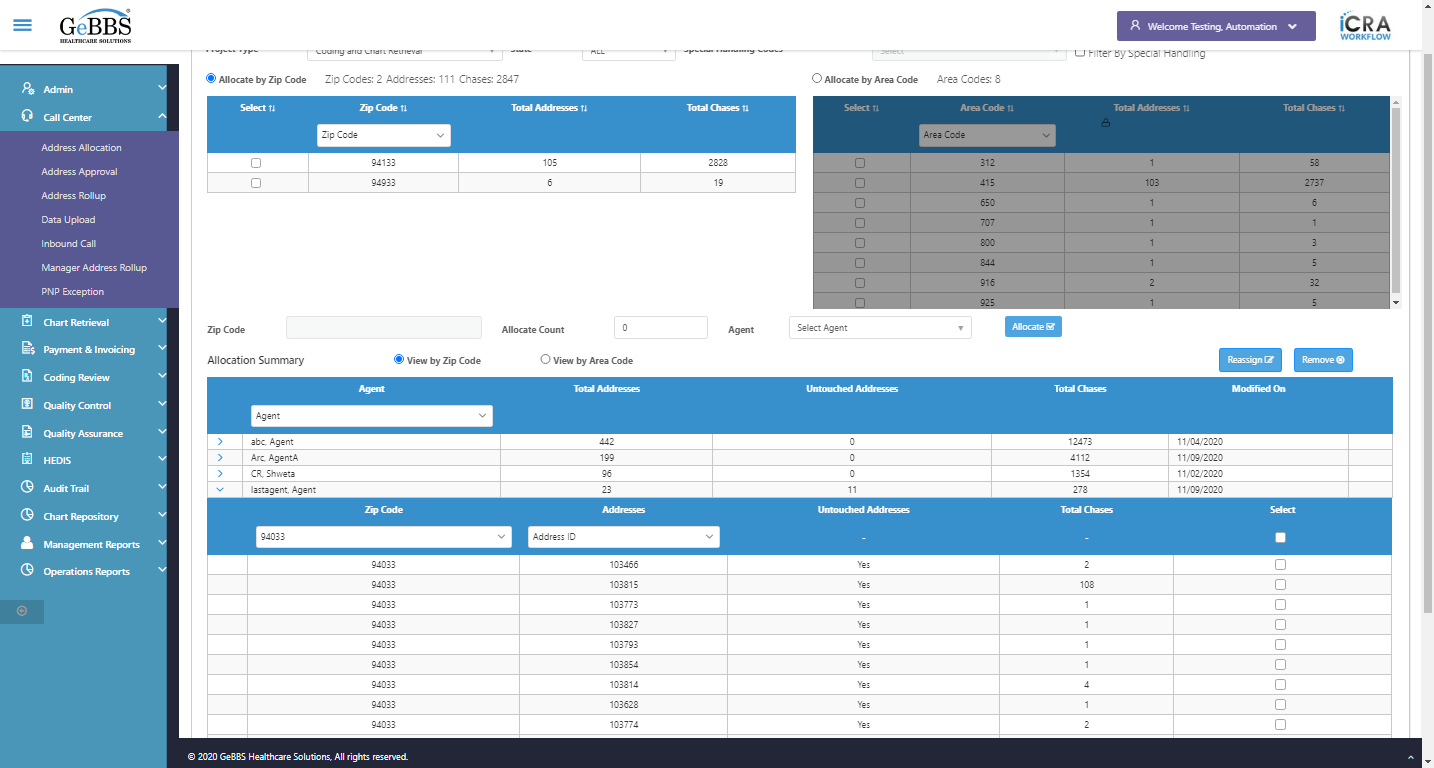 GeBBS
HEALTHCARE SOLUTIONS
Welcome Testing, Automation
iCRA
WORKFLOW
Project Type Coding and Chart Retrieval State ALL Special Handling Codes Select Filter By Special Handling
Allocate by Zip Code Zip Codes: 2 Addresses: 111 Chases: 2847
Allocate by Area Code Area Codes: 8
Select Zip Code Total Addresses Total Chases
Zip Code
94133 105 2828
94933 6 19
Select Area Code Total Addresses Total Chases
Area Code
312 1 58
415 103 2737
650 1 6
707 1 1
800 1 3
844 1 5
916 2 32
925 1 5
Zip Code Allocate Count 0 Agent Select Agent Allocate
Allocation Summary View by Zip Code View by Area Code Reassign Remove
Agent Total Addresses Untouched Addresses Total Chases Modified On
Agent
abc, Agent 442 0 12473 11/04/2020
Arc, AgentA 199 0 4112 11/09/2020
CR, Shweta 96 0 1354 11/02/2020
lastagent, Agent 23 11 278 11/09/2020
Zip Code Addresses Untouched Addresses Total Chases Select
94033 Address ID - -
94033 103466 Yes 2
94033 103815 Yes 108
94033 103773 Yes 1
94033 103827 Yes 1
94033 103793 Yes 1
94033 103854 Yes 1
94033 103814 Yes 4
94033 103628 Yes 1
94033 103774 Yes 2
Admin
Call Center
Address Allocation
Address Approval
Address Rollup
Data Upload
Inbound Call
Manager Address Rollup
PNP Exception
Chart Retrieval
Payment & Invoicing
Coding Review
Quality Control
Quality Assurance
HEDIS
Audit Trail
Chart Repository
Management Reports
Operations Reports
© 2020 GeBBS Healthcare Solutions, All rights reserved.